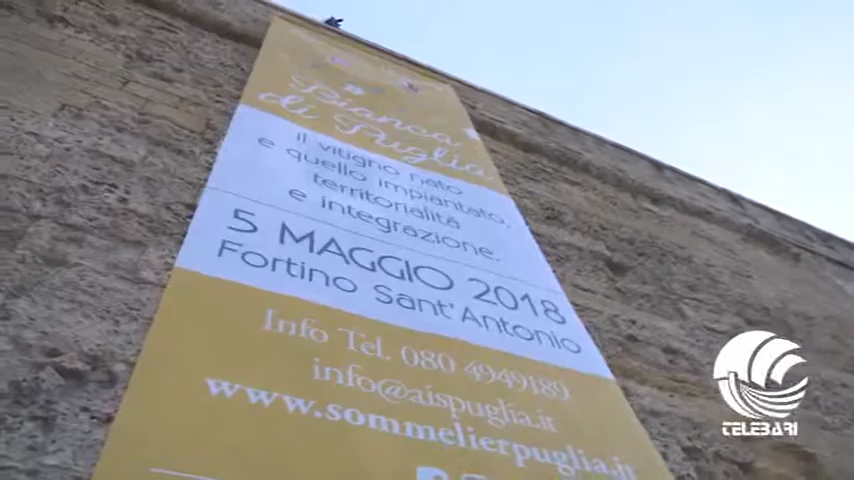 #Bianca
di Puglia
il vitigno nato
e quello impiantato,
territorialità
e integrazione.
5 MAGGIO 2018
Fortino Sant'Antonio
Info Tel. 080 4949189
info@aispuglia.it
www.sommelierpuglia.it
TELEBARI